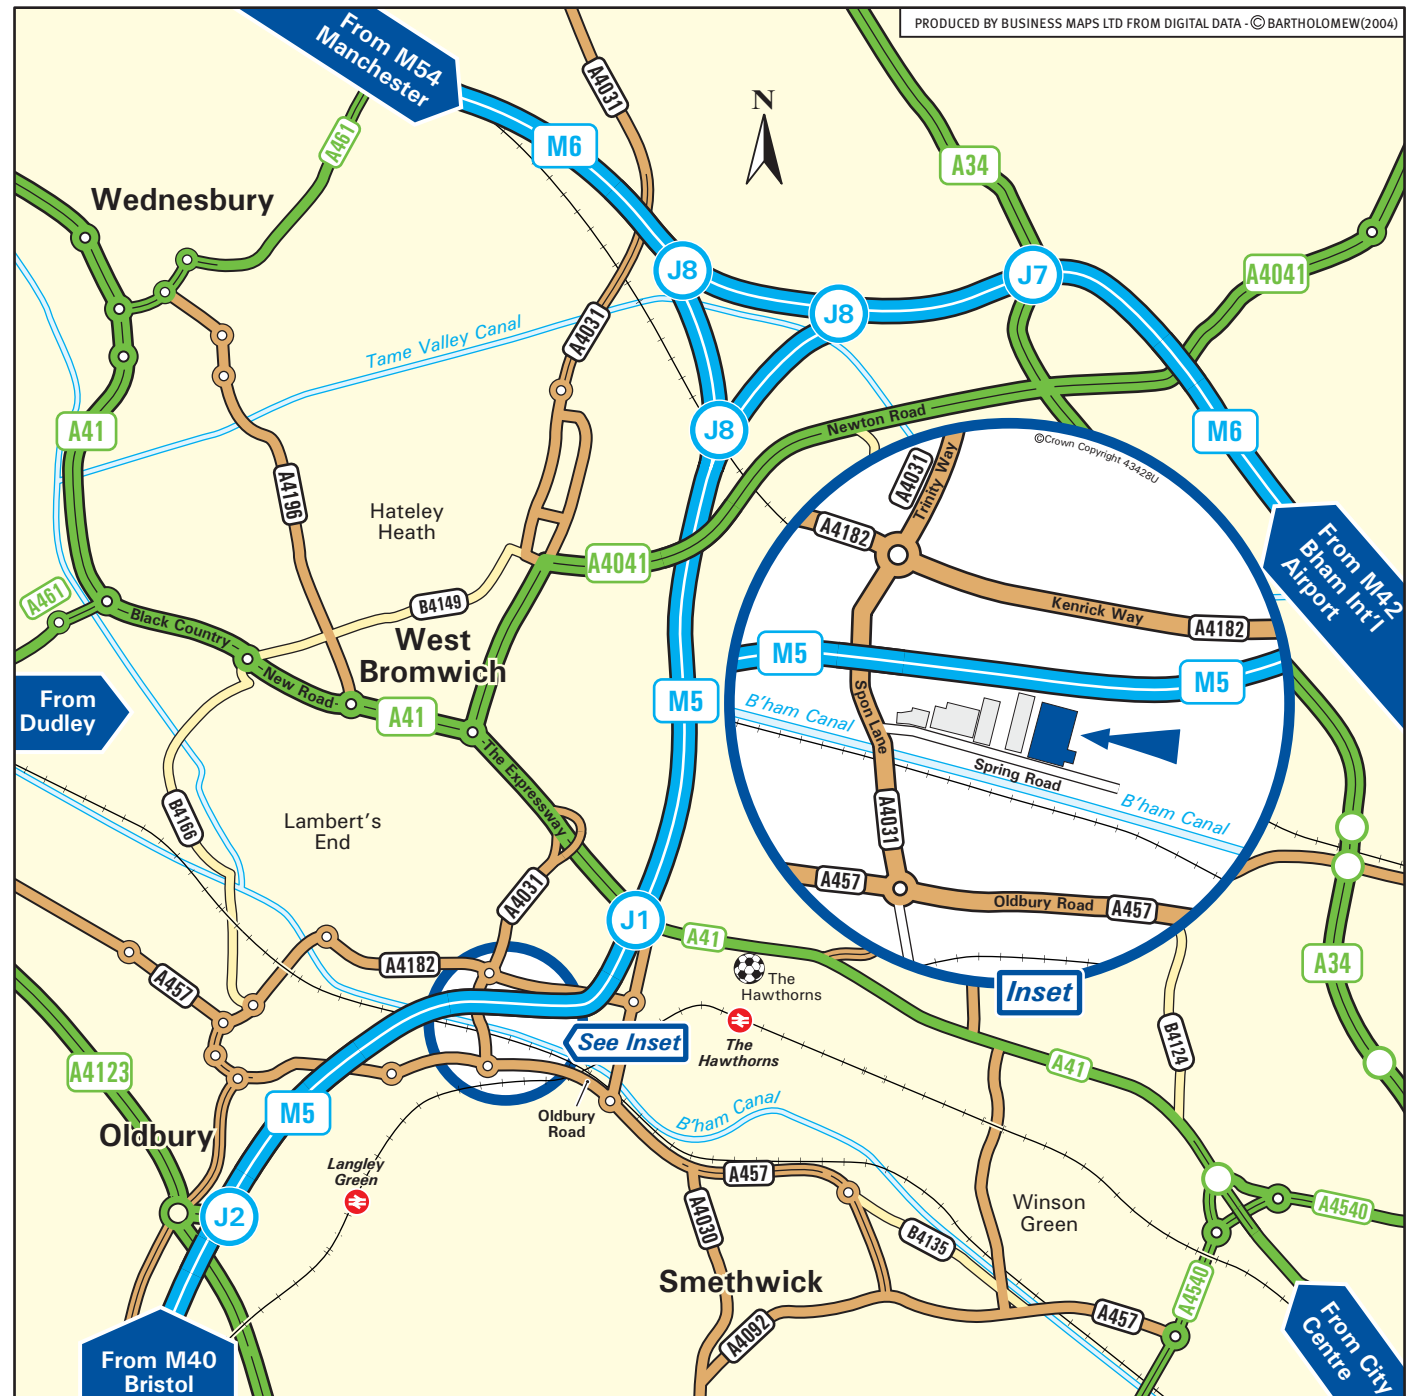 PRODUCED BY BUSINESS MAPS LTD FROM DIGITAL DATA - © BARTHOLOMEW(2004)
From M54
Manchester
A4031
N
M6
A461
A34
Wednesbury
J8
J7
A4041
J8
Tame Valley Canal
A4031
J8
Newton Road
A41
M6
©Crown Copyright 43428U
A4031
Trinity Way
A4196
Hateley
Heath
A4182
From M42
Bham Int'l
Airport
A4041
A461
B4149
Black Country
New Road
West
Bromwich
Kenrick Way
A4182
M5
M5
M5
From
Dudley
A41
Spon Lane
B'ham Canal
The Expressway
Spring Road
B'ham Canal
B4166
Lambert's
End
A4031
A4031
A457
Oldbury Road
A457
J1
A41
A34
A4182
A457
The
Hawthorns
Inset
The
Hawthorns
See Inset
B4124
A4123
A41
M5
Oldbury
Road
B'ham Canal
Oldbury
Langley
Green
A457
J2
A4030
B4135
Winson
Green
A4540
Smethwick
A4540
A4092
A457
From M40
Bristol
From City
Centre